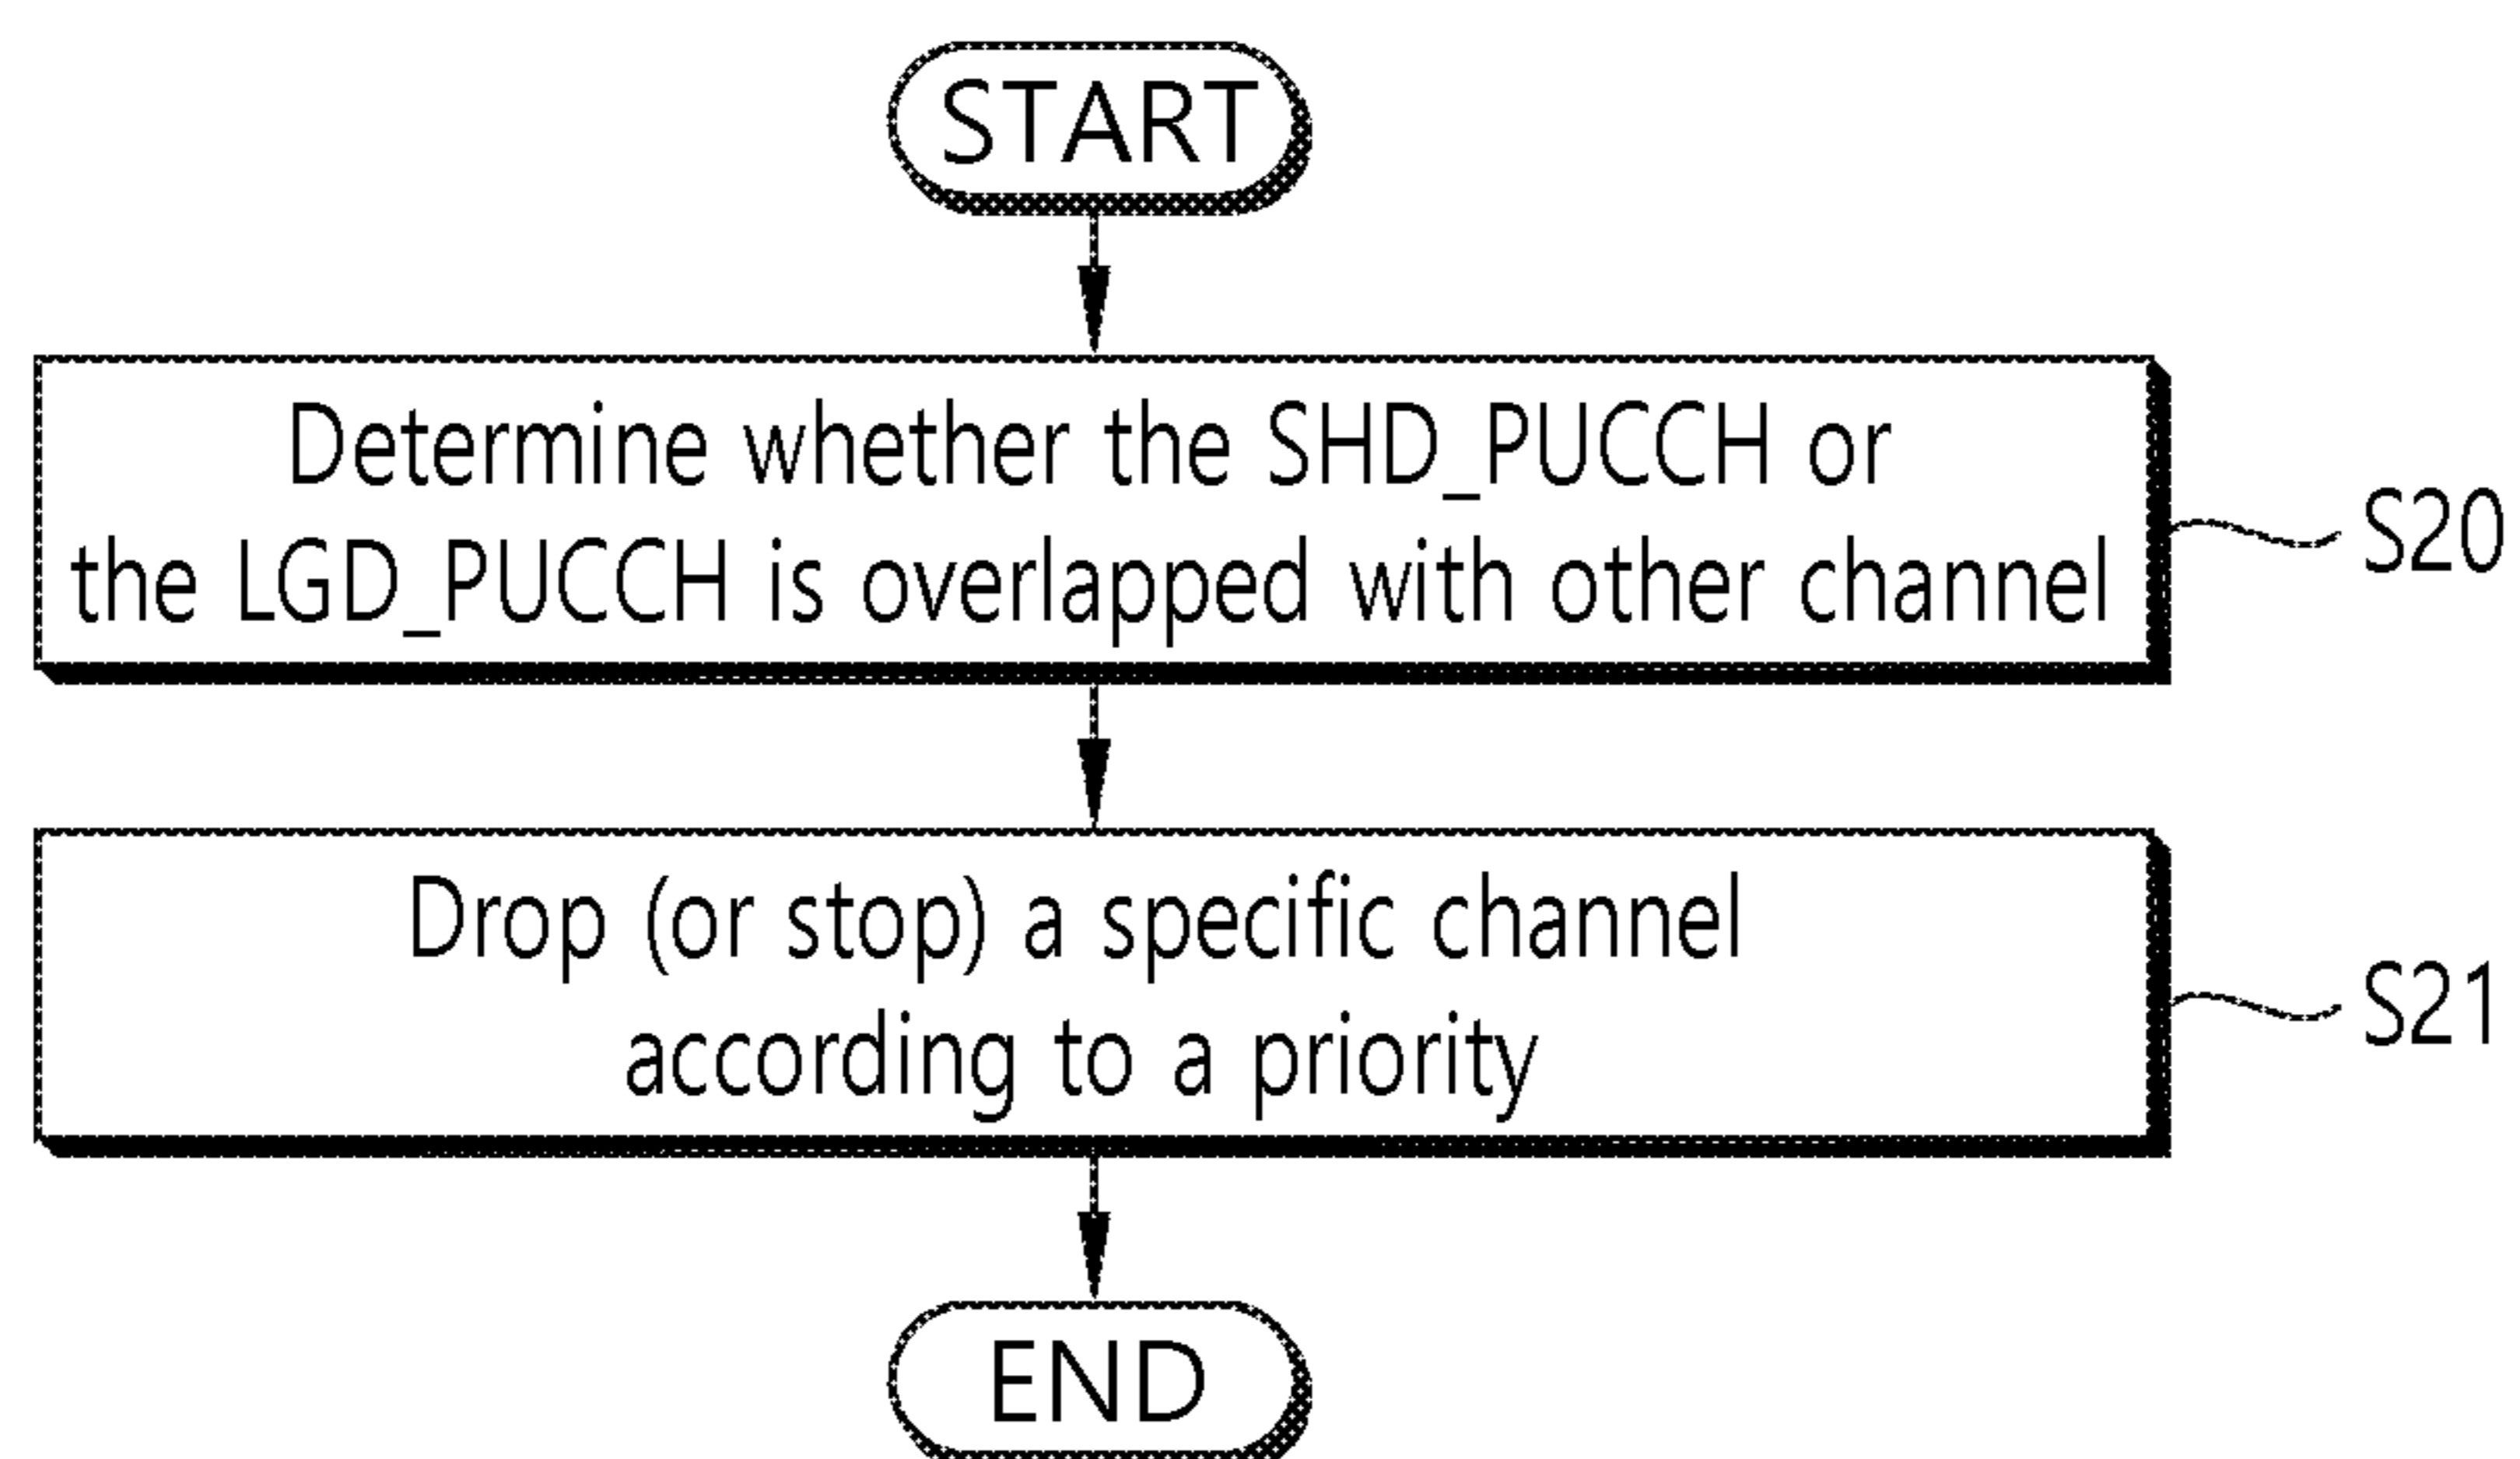 START
Determine whether the SHD_PUCCH or
the LGD_PUCCH is overlapped with other channel
S20
Drop (or stop) a specific channel
according to a priority
S21
END